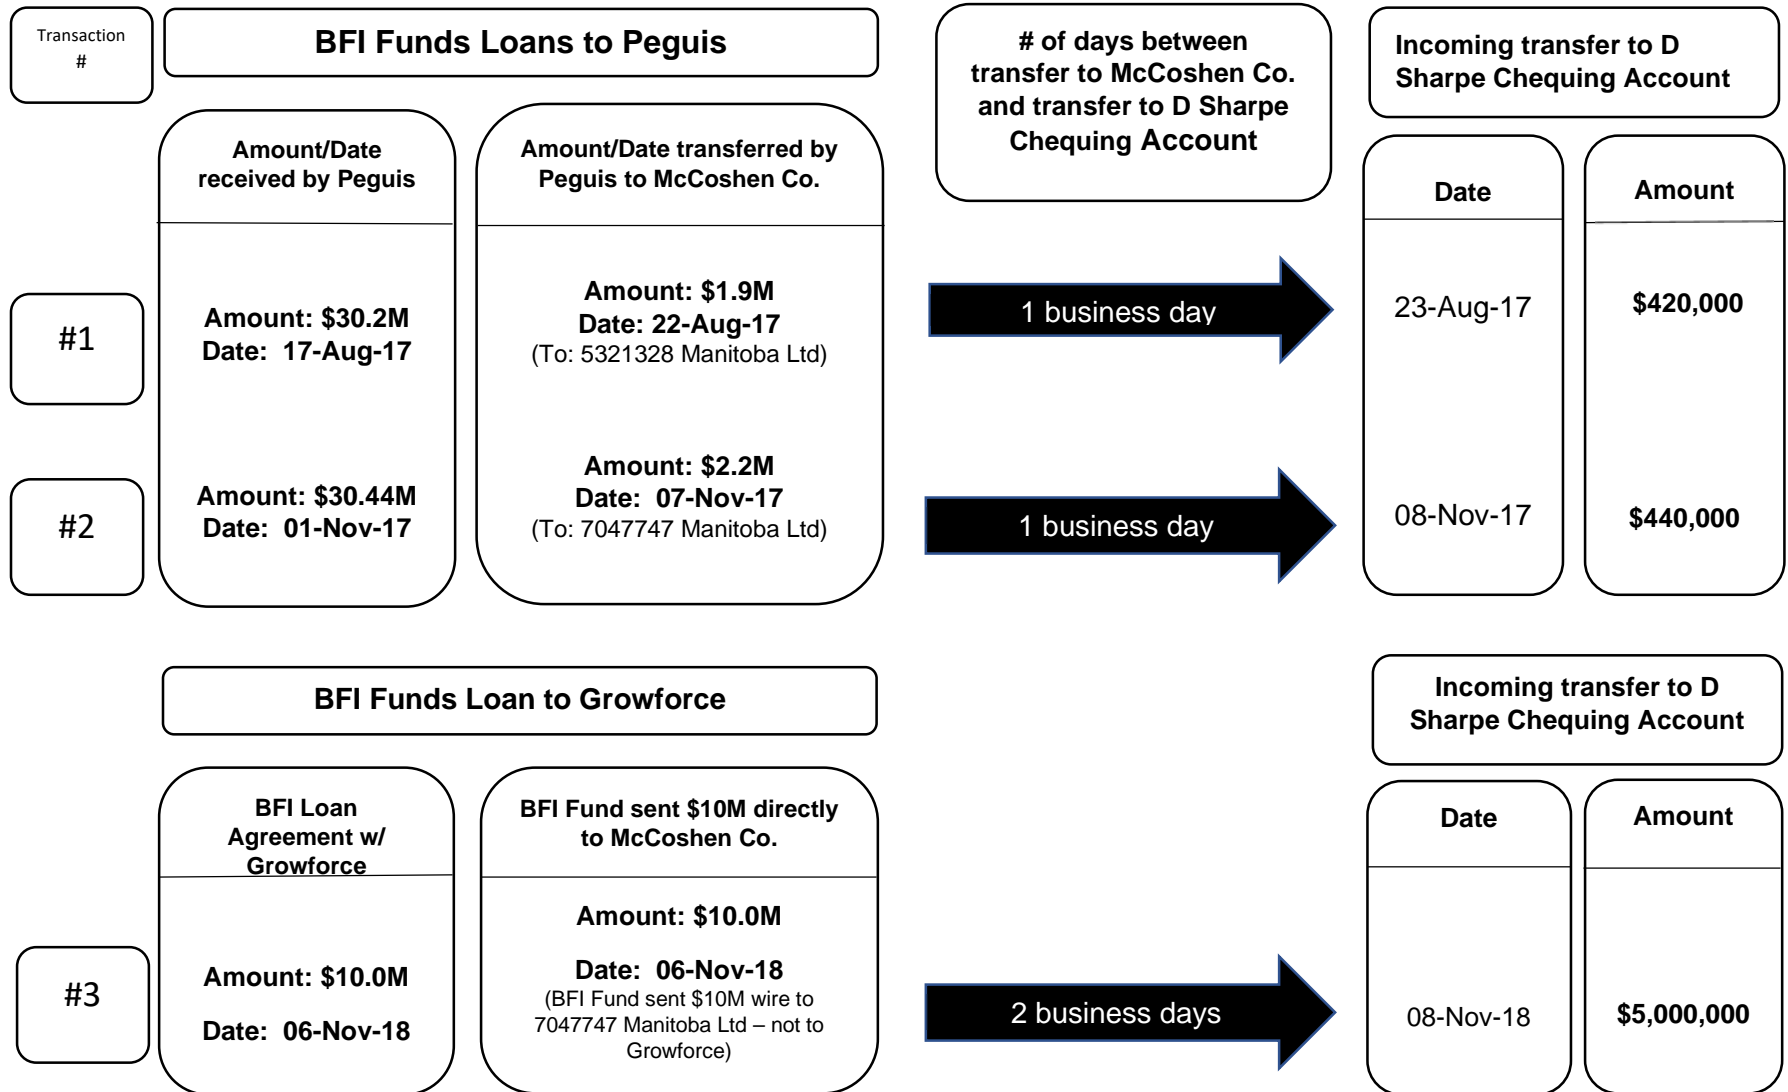 Transaction
#
BFI Funds Loans to Peguis
# of days between
transfer to McCoshen Co.
and transfer to D Sharpe
Chequing Account
Incoming transfer to D
Sharpe Chequing Account
Amount/Date
received by Peguis
Amount/Date transferred by
Peguis to McCoshen Co.
Date
Amount
#1
Amount: $30.2M
Date: 17-Aug-17
Amount: $1.9M
Date: 22-Aug-17
(To: 5321328 Manitoba Ltd)
1 business day
23-Aug-17
$420,000
#2
Amount: $30.44M
Date: 01-Nov-17
Amount: $2.2M
Date: 07-Nov-17
(To: 7047747 Manitoba Ltd)
1 business day
08-Nov-17
$440,000
BFI Funds Loan to Growforce
Incoming transfer to D
Sharpe Chequing Account
BFI Loan
Agreement w/
Growforce
BFI Fund sent $10M directly
to McCoshen Co.
Date
Amount
#3
Amount: $10.0M
Date: 06-Nov-18
Amount: $10.0M
Date: 06-Nov-18
(BFI Fund sent $10M wire to
7047747 Manitoba Ltd – not to
Growforce)
2 business days
08-Nov-18
$5,000,000